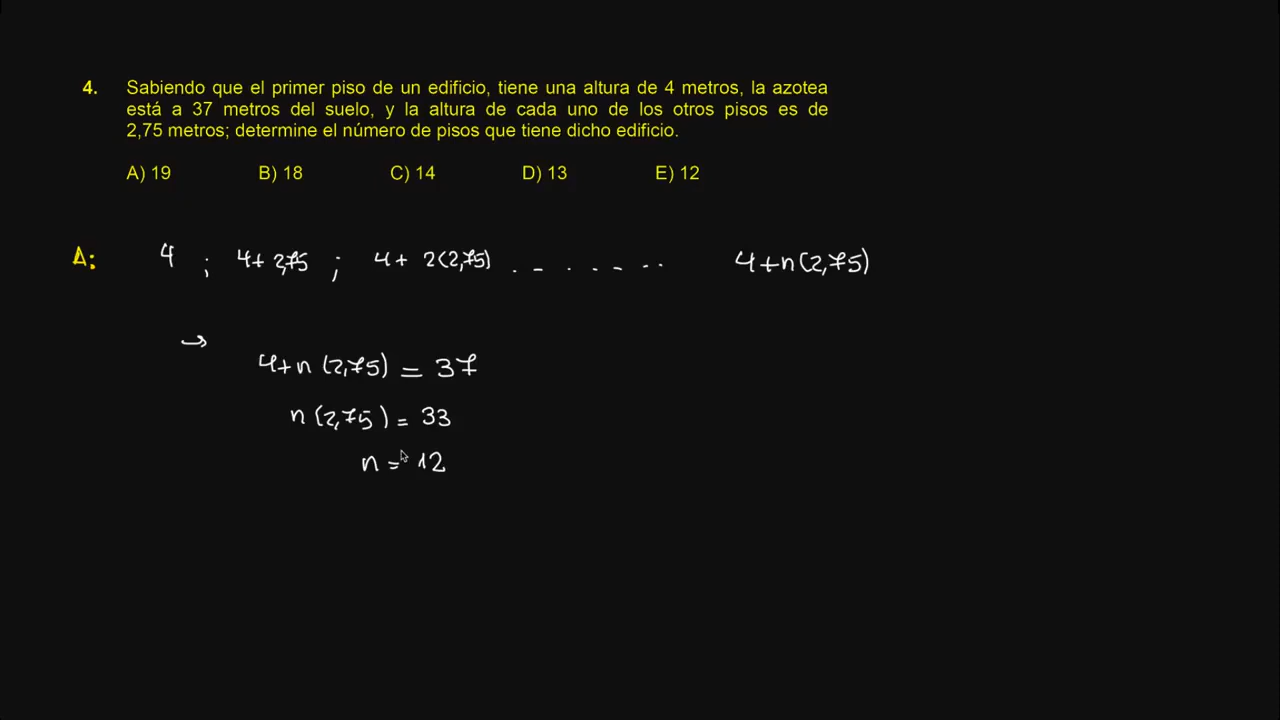 4. Sabiendo que el primer piso de un edificio, tiene una altura de 4 metros, la azotea
está a 37 metros del suelo, y la altura de cada uno de los otros pisos es de
2,75 metros; determine el número de pisos que tiene dicho edificio.
A) 19 B) 18 C) 14 D) 13 E) 12
Δ: 4 ; 4+2,75 ; 4+ 2(2,75) . - . . - . . 4+n(2,75)
→
4+n(2,75) = 37
n(2,75) = 33
n = 12